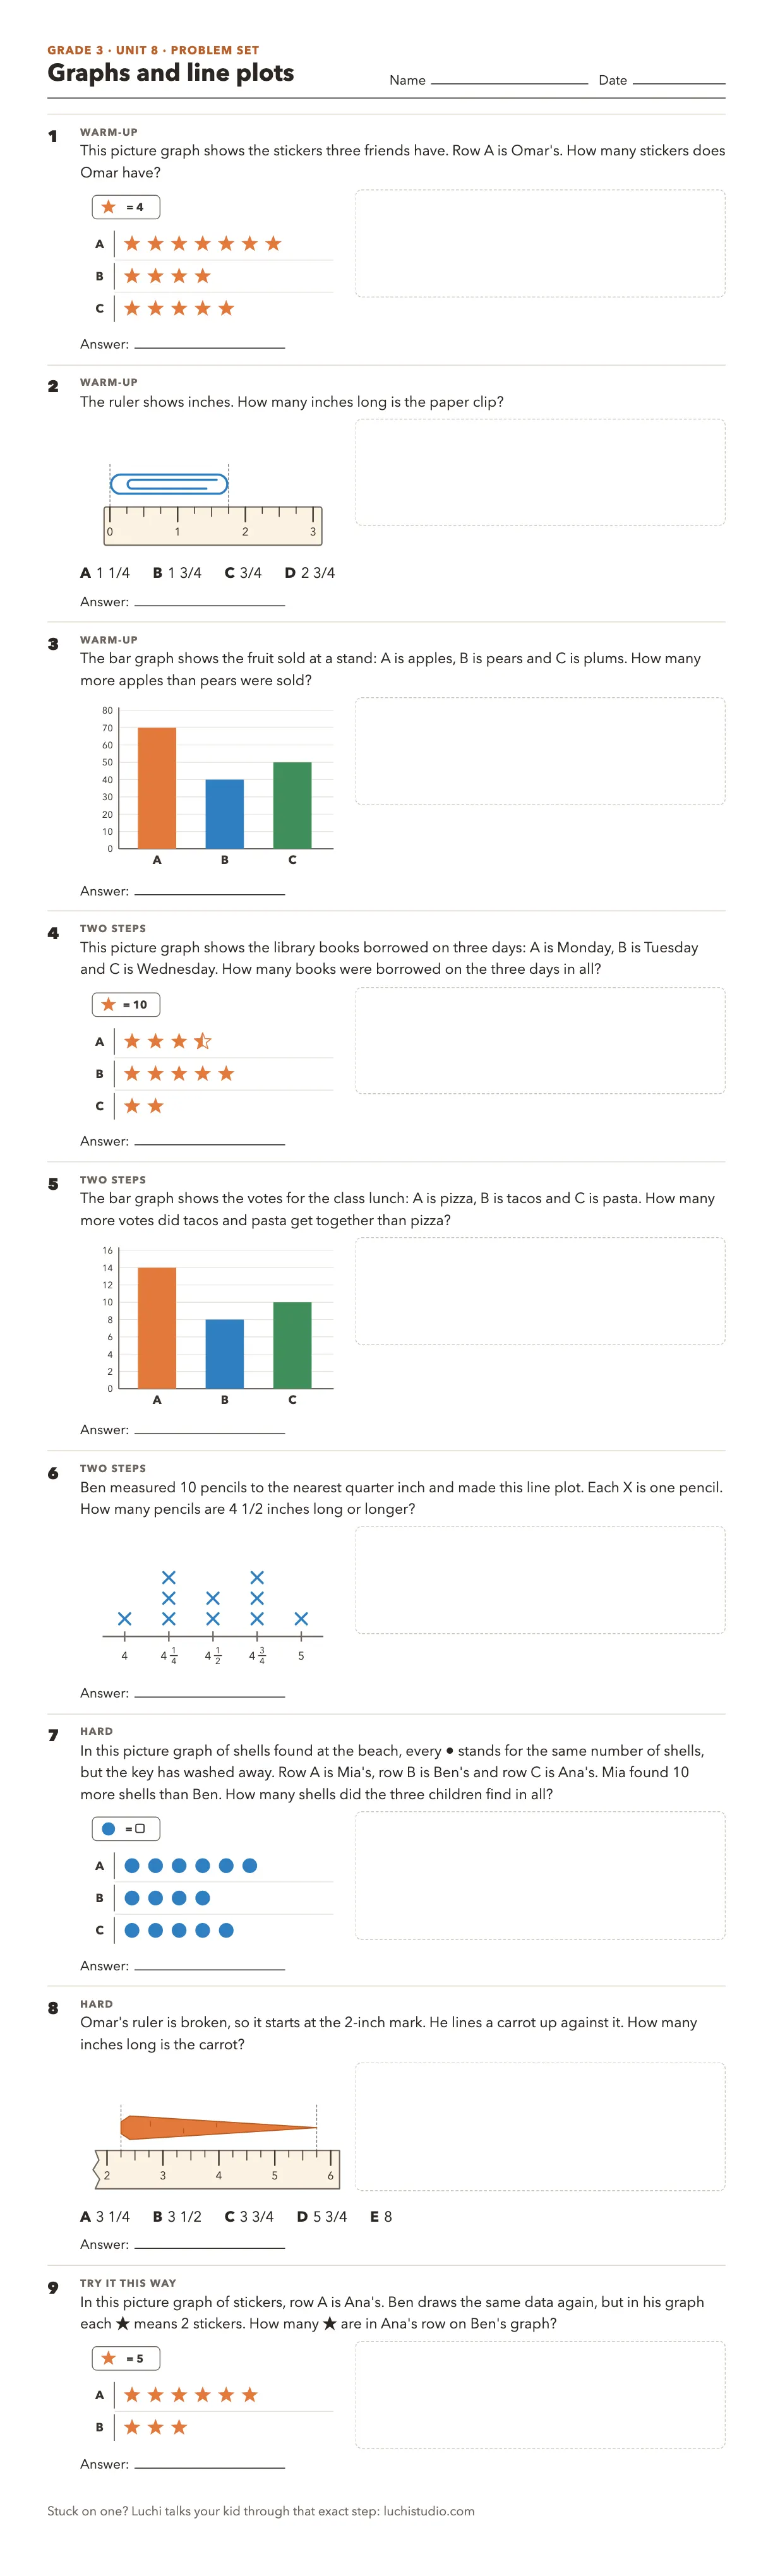 GRADE 3 · UNIT 8 · PROBLEM SET
Graphs and line plots
Name
Date
1
WARM-UP
This picture graph shows the stickers three friends have. Row A is Omar's. How many stickers does
Omar have?
= 4
A
B
C
Answer:
2
WARM-UP
The ruler shows inches. How many inches long is the paper clip?
0 1 2 3
A 1 1/4 B 1 3/4 C 3/4 D 2 3/4
Answer:
3
WARM-UP
The bar graph shows the fruit sold at a stand: A is apples, B is pears and C is plums. How many
more apples than pears were sold?
80
70
60
50
40
30
20
10
0
A B C
Answer:
4
TWO STEPS
This picture graph shows the library books borrowed on three days: A is Monday, B is Tuesday
and C is Wednesday. How many books were borrowed on the three days in all?
= 10
A
B
C
Answer:
5
TWO STEPS
The bar graph shows the votes for the class lunch: A is pizza, B is tacos and C is pasta. How many
more votes did tacos and pasta get together than pizza?
16
14
12
10
8
6
4
2
0
A B C
Answer:
6
TWO STEPS
Ben measured 10 pencils to the nearest quarter inch and made this line plot. Each X is one pencil.
How many pencils are 4 1/2 inches long or longer?
4 4 1/4 4 1/2 4 3/4 5
Answer:
7
HARD
In this picture graph of shells found at the beach, every ● stands for the same number of shells,
but the key has washed away. Row A is Mia's, row B is Ben's and row C is Ana's. Mia found 10
more shells than Ben. How many shells did the three children find in all?
= ▢
A
B
C
Answer:
8
HARD
Omar's ruler is broken, so it starts at the 2-inch mark. He lines a carrot up against it. How many
inches long is the carrot?
2 3 4 5 6
A 3 1/4 B 3 1/2 C 3 3/4 D 5 3/4 E 8
Answer:
9
TRY IT THIS WAY
In this picture graph of stickers, row A is Ana's. Ben draws the same data again, but in his graph
each ★ means 2 stickers. How many ★ are in Ana's row on Ben's graph?
= 5
A
B
Answer:
Stuck on one? Luchi talks your kid through that exact step: luchistudio.com